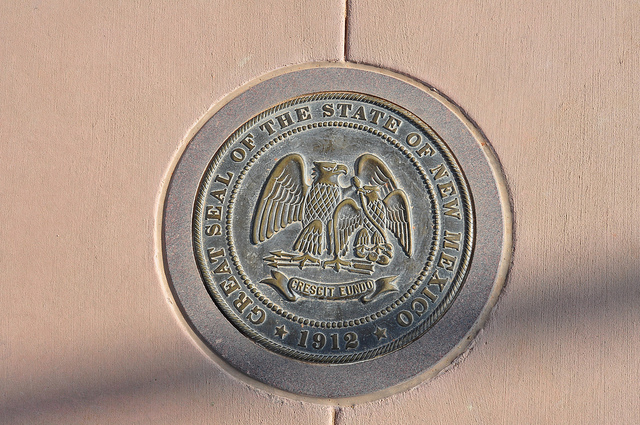 GREAT SEAL OF THE STATE OF NEW MEXICO
CRESCIT EUNDO
1912